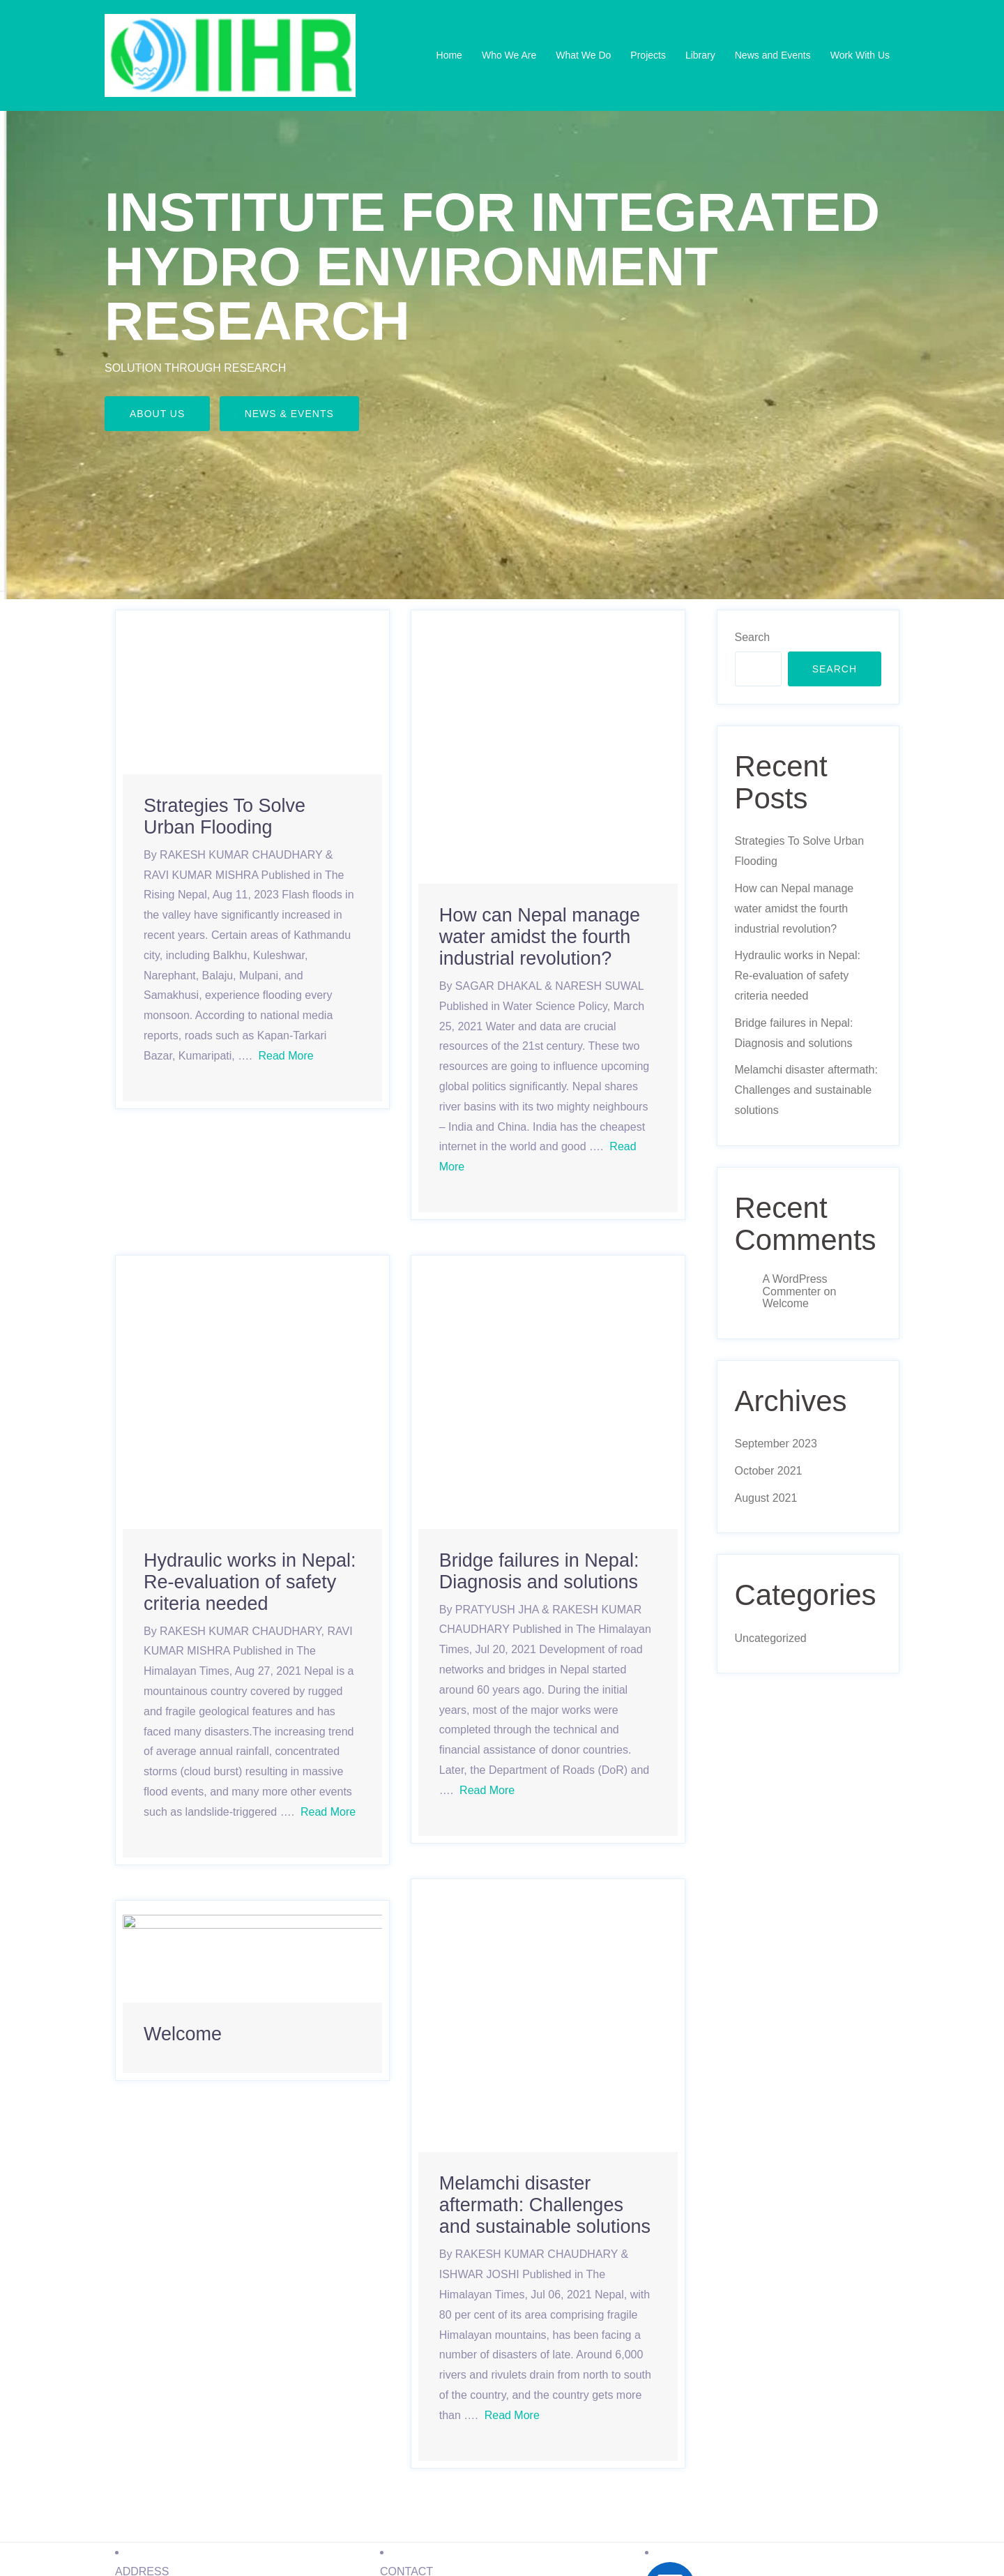 IIHR
Home Who We Are What We Do Projects Library News and Events Work With Us
INSTITUTE FOR INTEGRATED
HYDRO ENVIRONMENT
RESEARCH
SOLUTION THROUGH RESEARCH
ABOUT US NEWS & EVENTS
Strategies To Solve
Urban Flooding
By RAKESH KUMAR CHAUDHARY &
RAVI KUMAR MISHRA Published in The
Rising Nepal, Aug 11, 2023 Flash floods in
the valley have significantly increased in
recent years. Certain areas of Kathmandu
city, including Balkhu, Kuleshwar,
Narephant, Balaju, Mulpani, and
Samakhusi, experience flooding every
monsoon. According to national media
reports, roads such as Kapan-Tarkari
Bazar, Kumaripati, …. Read More
How can Nepal manage
water amidst the fourth
industrial revolution?
By SAGAR DHAKAL & NARESH SUWAL
Published in Water Science Policy, March
25, 2021 Water and data are crucial
resources of the 21st century. These two
resources are going to influence upcoming
global politics significantly. Nepal shares
river basins with its two mighty neighbours
– India and China. India has the cheapest
internet in the world and good …. Read
More
Hydraulic works in Nepal:
Re-evaluation of safety
criteria needed
By RAKESH KUMAR CHAUDHARY, RAVI
KUMAR MISHRA Published in The
Himalayan Times, Aug 27, 2021 Nepal is a
mountainous country covered by rugged
and fragile geological features and has
faced many disasters.The increasing trend
of average annual rainfall, concentrated
storms (cloud burst) resulting in massive
flood events, and many more other events
such as landslide-triggered …. Read More
Bridge failures in Nepal:
Diagnosis and solutions
By PRATYUSH JHA & RAKESH KUMAR
CHAUDHARY Published in The Himalayan
Times, Jul 20, 2021 Development of road
networks and bridges in Nepal started
around 60 years ago. During the initial
years, most of the major works were
completed through the technical and
financial assistance of donor countries.
Later, the Department of Roads (DoR) and
…. Read More
Welcome
Melamchi disaster
aftermath: Challenges
and sustainable solutions
By RAKESH KUMAR CHAUDHARY &
ISHWAR JOSHI Published in The
Himalayan Times, Jul 06, 2021 Nepal, with
80 per cent of its area comprising fragile
Himalayan mountains, has been facing a
number of disasters of late. Around 6,000
rivers and rivulets drain from north to south
of the country, and the country gets more
than …. Read More
Search
SEARCH
Recent
Posts
Strategies To Solve Urban
Flooding
How can Nepal manage
water amidst the fourth
industrial revolution?
Hydraulic works in Nepal:
Re-evaluation of safety
criteria needed
Bridge failures in Nepal:
Diagnosis and solutions
Melamchi disaster aftermath:
Challenges and sustainable
solutions
Recent
Comments
A WordPress
Commenter on
Welcome
Archives
September 2023
October 2021
August 2021
Categories
Uncategorized
ADDRESS CONTACT